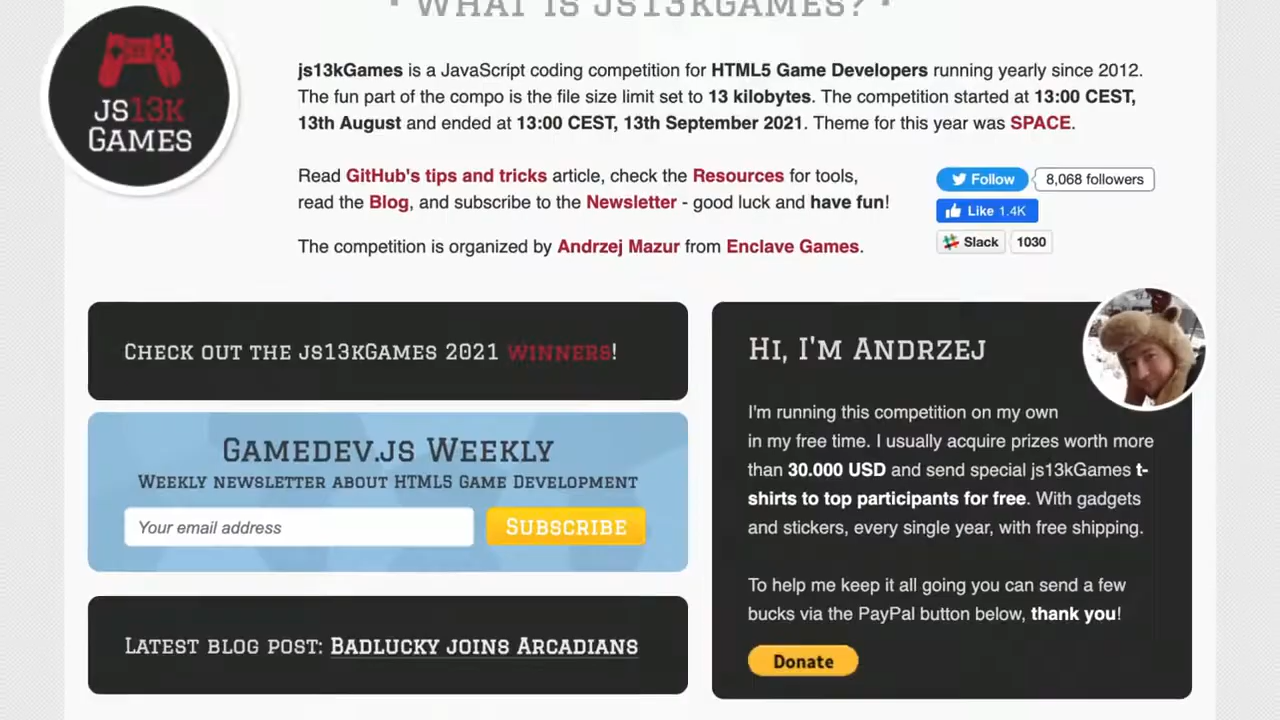 · What is js13kGames? ·
JS13K
GAMES
js13kGames is a JavaScript coding competition for HTML5 Game Developers running yearly since 2012.
The fun part of the compo is the file size limit set to 13 kilobytes. The competition started at 13:00 CEST,
13th August and ended at 13:00 CEST, 13th September 2021. Theme for this year was SPACE.
Read GitHub's tips and tricks article, check the Resources for tools,
read the Blog, and subscribe to the Newsletter - good luck and have fun!
The competition is organized by Andrzej Mazur from Enclave Games.
Follow 8,068 followers
Like 1.4K
Slack 1030
Check out the js13kGames 2021 winners!
Gamedev.js Weekly
Weekly newsletter about HTML5 Game Development
Your email address
Subscribe
Latest blog post: Badlucky joins Arcadians
Hi, I'm Andrzej
I'm running this competition on my own
in my free time. I usually acquire prizes worth more
than 30.000 USD and send special js13kGames t-
shirts to top participants for free. With gadgets
and stickers, every single year, with free shipping.
To help me keep it all going you can send a few
bucks via the PayPal button below, thank you!
Donate